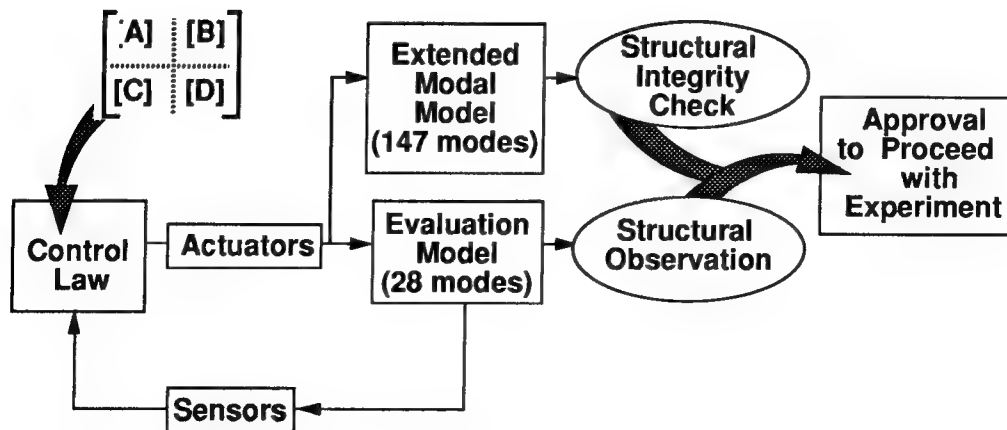 [A] [B]
[C] [D]
Extended
Modal
Model
(147 modes)
Structural
Integrity
Check
Approval
to Proceed
with
Experiment
Control
Law
Actuators
Evaluation
Model
(28 modes)
Structural
Observation
Sensors